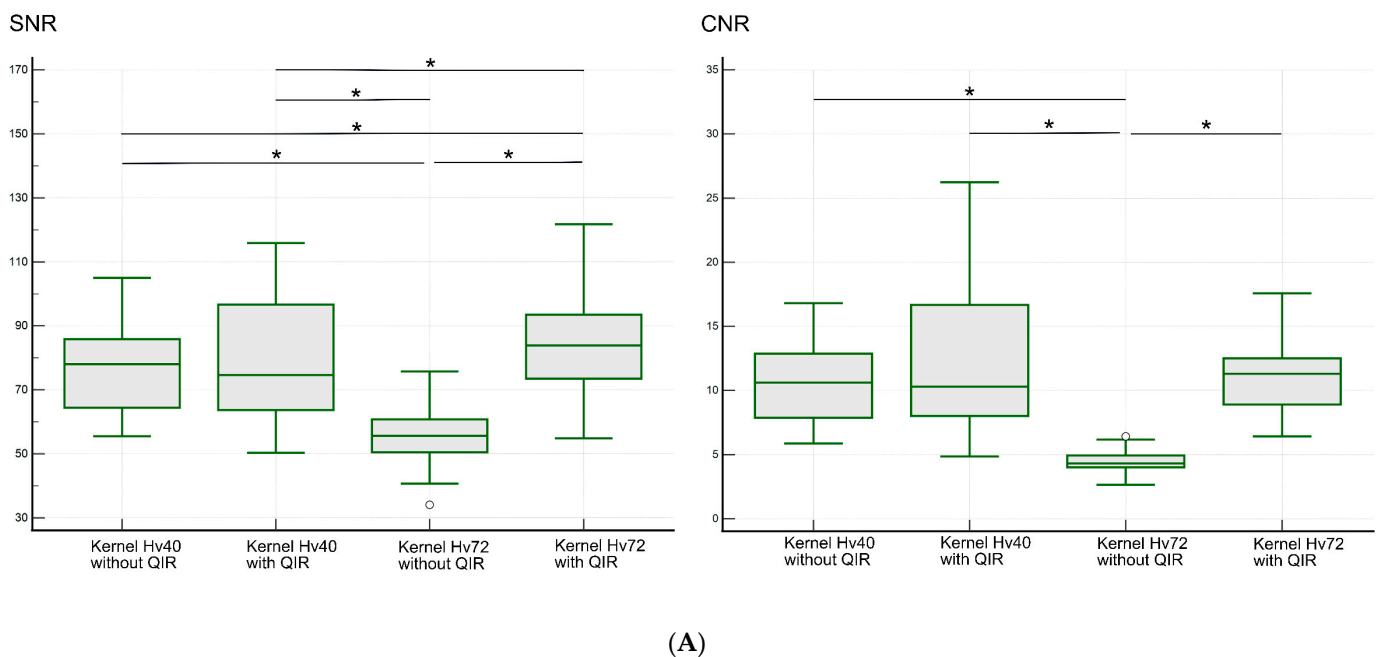 SNR
170
150
130
110
90
70
50
30
*
*
*
*
*
Kernel Hv40
without QIR
Kernel Hv40
with QIR
Kernel Hv72
without QIR
Kernel Hv72
with QIR
CNR
35
30
25
20
15
10
5
0
*
*
*
Kernel Hv40
without QIR
Kernel Hv40
with QIR
Kernel Hv72
without QIR
Kernel Hv72
with QIR
(A)